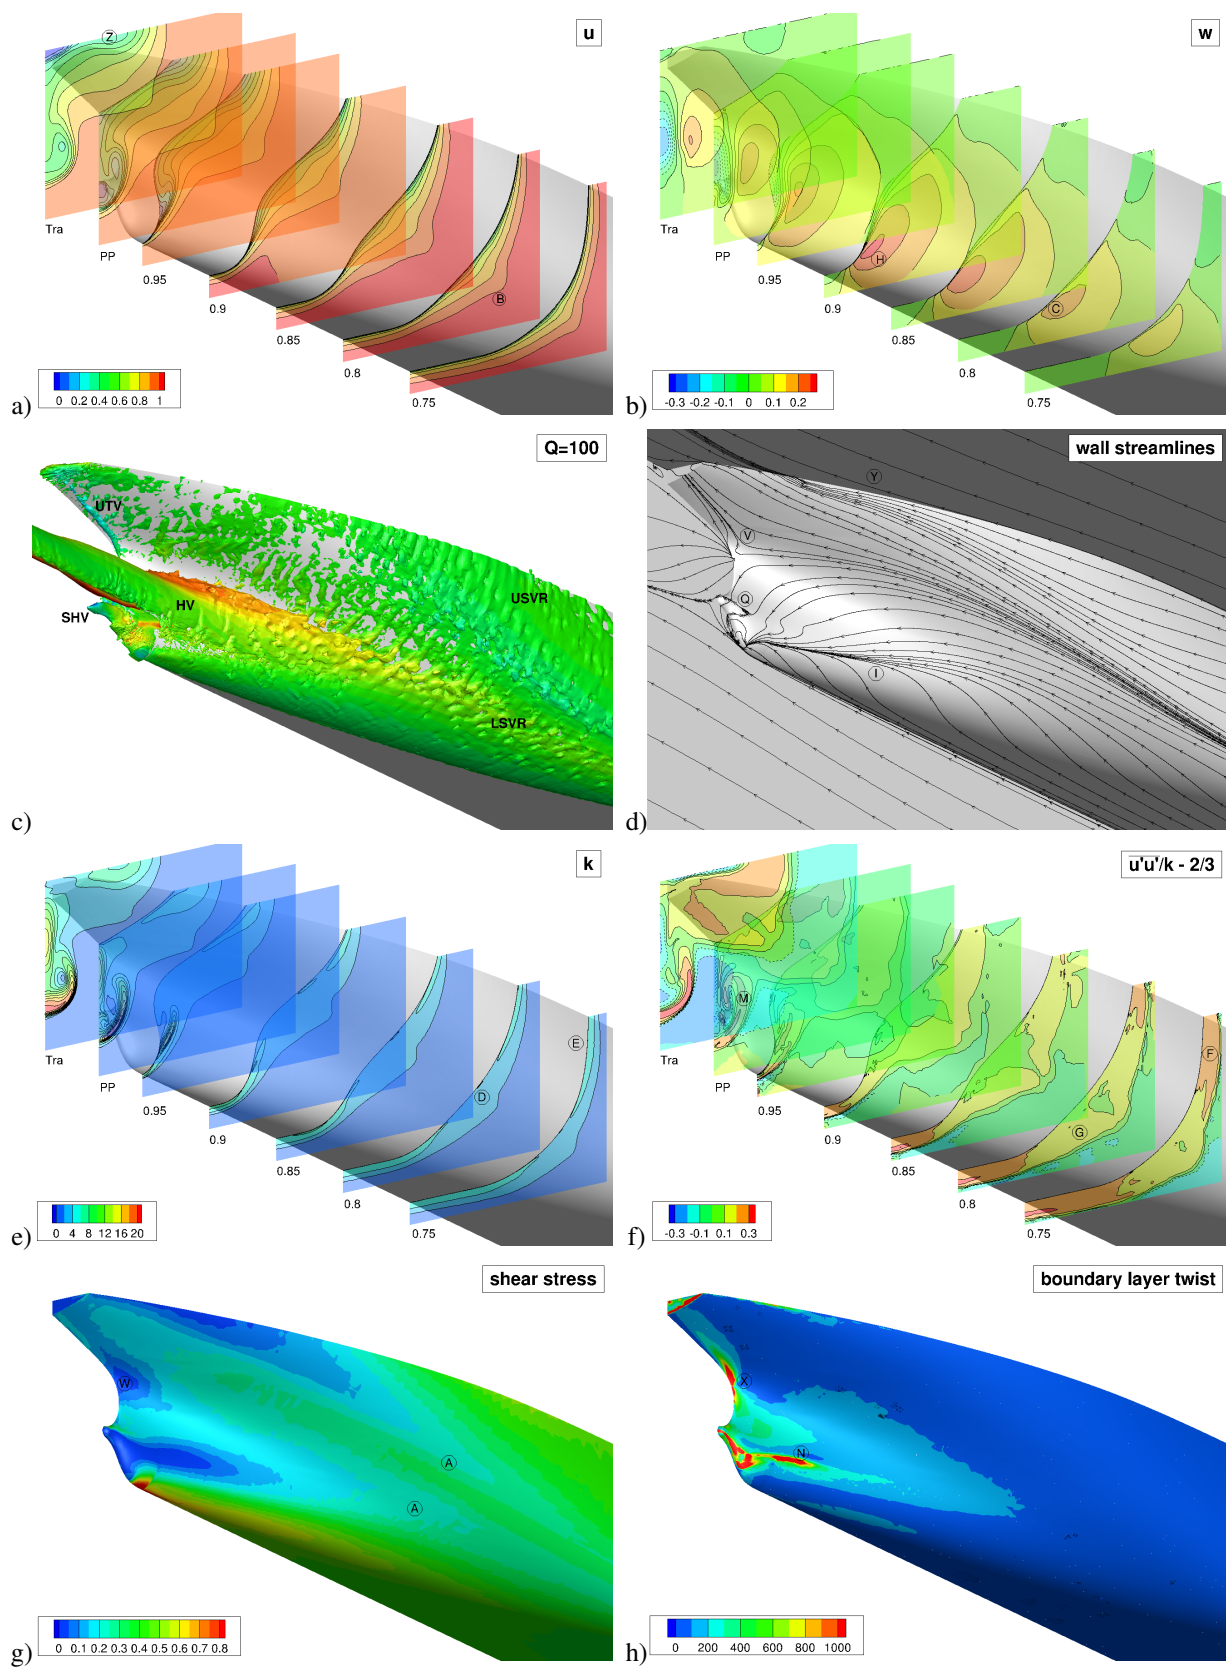 u
Z
B
Tra
PP
0.95
0.9
0.85
0.8
0.75
0 0.2 0.4 0.6 0.8 1
a)
w
H
C
Tra
PP
0.95
0.9
0.85
0.8
0.75
-0.3 -0.2 -0.1 0 0.1 0.2
b)
Q=100
UTV
USVR
HV
SHV
LSVR
c)
wall streamlines
Y
V
Q
I
d)
k
E
D
Tra
PP
0.95
0.9
0.85
0.8
0.75
0 4 8 12 16 20
e)
u'u'/k - 2/3
M
F
G
Tra
PP
0.95
0.9
0.85
0.8
0.75
-0.3 -0.1 0.1 0.3
f)
shear stress
W
A
A
0 0.1 0.2 0.3 0.4 0.5 0.6 0.7 0.8
g)
boundary layer twist
X
N
0 200 400 600 800 1000
h)